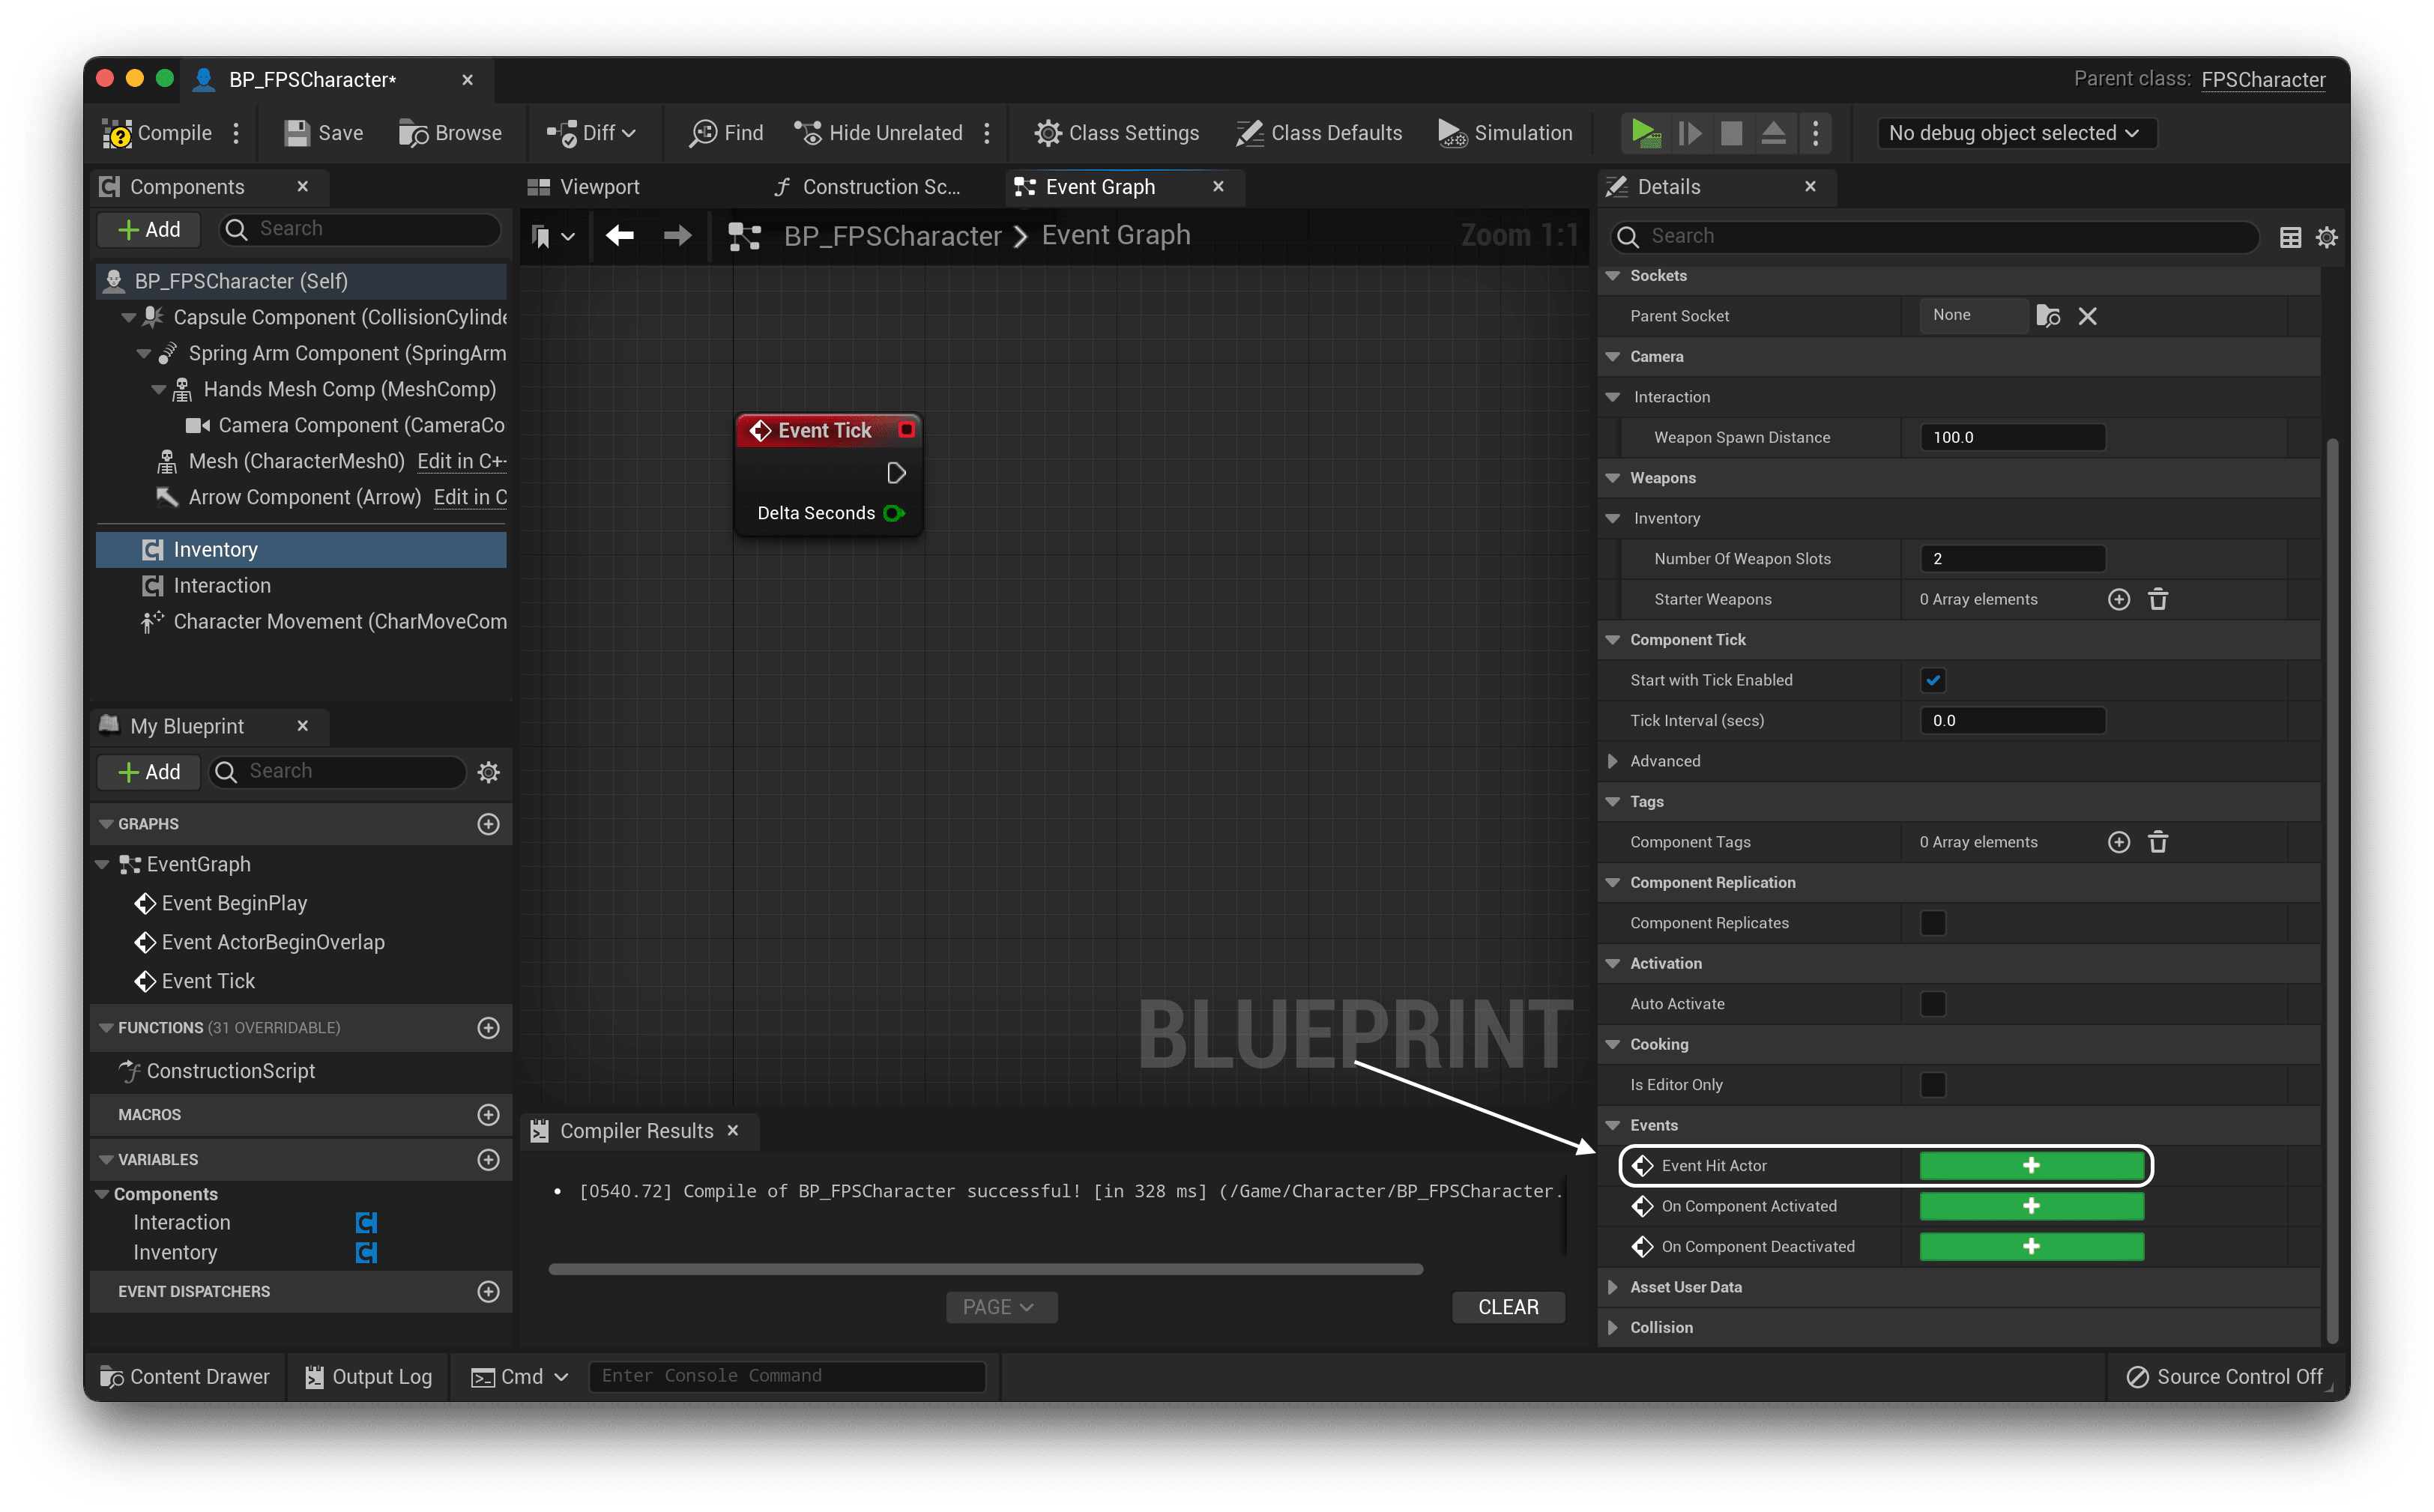 BP_FPSCharacter*
Parent class: FPSCharacter
Compile
Save
Browse
Diff
Find
Hide Unrelated
Class Settings
Class Defaults
Simulation
No debug object selected
Components
Add
Search
BP_FPSCharacter (Self)
Capsule Component (CollisionCylinde
Spring Arm Component (SpringArm
Hands Mesh Comp (MeshComp)
Camera Component (CameraCo
Mesh (CharacterMesh0) Edit in C+
Arrow Component (Arrow) Edit in C
Inventory
Interaction
Character Movement (CharMoveCom
My Blueprint
Add
Search
GRAPHS
EventGraph
Event BeginPlay
Event ActorBeginOverlap
Event Tick
FUNCTIONS (31 OVERRIDABLE)
ConstructionScript
MACROS
VARIABLES
Components
Interaction
Inventory
EVENT DISPATCHERS
Viewport
Construction Sc...
Event Graph
BP_FPSCharacter > Event Graph
Zoom 1:1
Event Tick
Delta Seconds
BLUEPRINT
Compiler Results
• [0540.72] Compile of BP_FPSCharacter successful! [in 328 ms] (/Game/Character/BP_FPSCharacter.
PAGE
CLEAR
Details
Search
Sockets
Parent Socket None
Camera
Interaction
Weapon Spawn Distance 100.0
Weapons
Inventory
Number Of Weapon Slots 2
Starter Weapons 0 Array elements
Component Tick
Start with Tick Enabled
Tick Interval (secs) 0.0
Advanced
Tags
Component Tags 0 Array elements
Component Replication
Component Replicates
Activation
Auto Activate
Cooking
Is Editor Only
Events
Event Hit Actor
On Component Activated
On Component Deactivated
Asset User Data
Collision
Content Drawer
Output Log
Cmd
Enter Console Command
Source Control Off